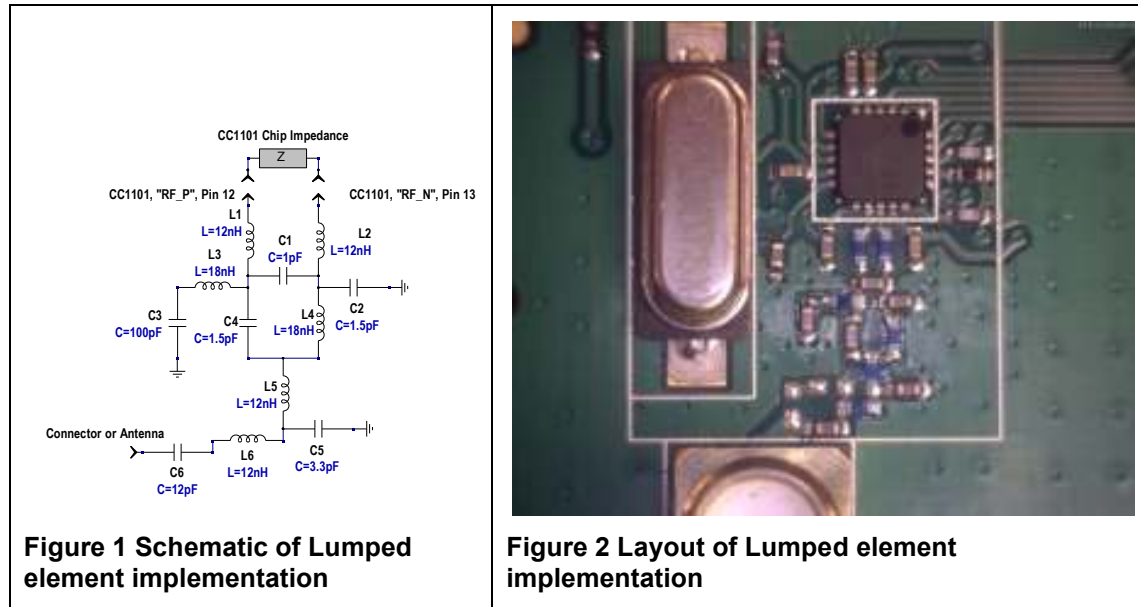 CC1101 Chip Impedance
Z
CC1101, "RF_P", Pin 12
CC1101, "RF_N", Pin 13
L1
L=12nH
C1
C=1pF
L2
L=12nH
L3
L=18nH
C3
C=100pF
C4
C=1.5pF
L4
L=18nH
C2
C=1.5pF
L5
L=12nH
Connector or Antenna
C6
C=12pF
L6
L=12nH
C5
C=3.3pF
Figure 1 Schematic of Lumped
element implementation
Figure 2 Layout of Lumped element
implementation